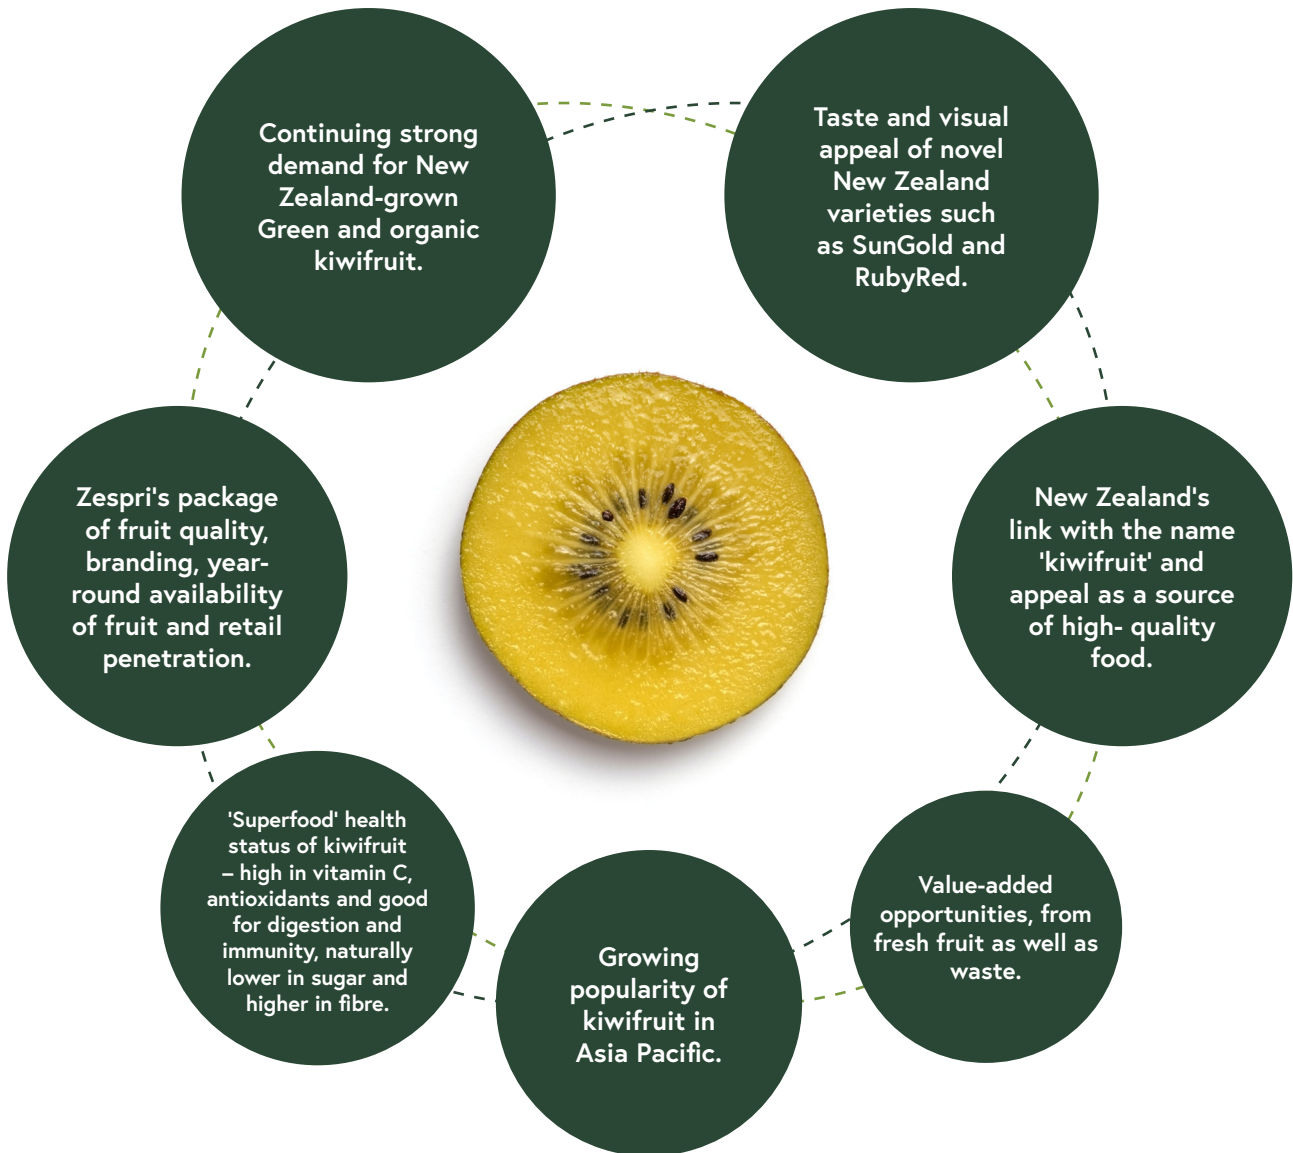 Continuing strong
demand for New
Zealand-grown
Green and organic
kiwifruit.
Taste and visual
appeal of novel
New Zealand
varieties such
as SunGold and
RubyRed.
Zespri's package
of fruit quality,
branding, year-
round availability
of fruit and retail
penetration.
New Zealand's
link with the name
'kiwifruit' and
appeal as a source
of high- quality
food.
'Superfood' health
status of kiwifruit
– high in vitamin C,
antioxidants and good
for digestion and
immunity, naturally
lower in sugar and
higher in fibre.
Growing
popularity of
kiwifruit in
Asia Pacific.
Value-added
opportunities, from
fresh fruit as well as
waste.